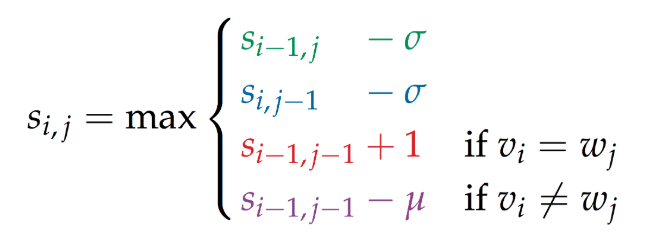 s_{i-1,j} − σ
s_{i,j-1} − σ
s_{i,j} = max {
s_{i-1,j-1} + 1 if v_i = w_j
s_{i-1,j-1} − μ if v_i ≠ w_j